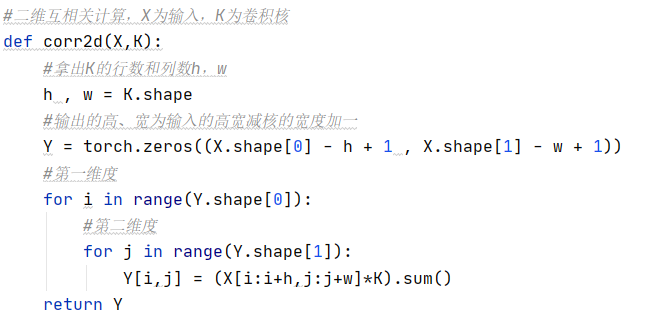 #二维互相关计算，X为输入，K为卷积核
def corr2d(X,K):
    #拿出K的行数和列数h，w
    h , w = K.shape
    #输出的高、宽为输入的高宽减核的宽度加一
    Y = torch.zeros((X.shape[0] - h + 1 , X.shape[1] - w + 1))
    #第一维度
    for i in range(Y.shape[0]):
        #第二维度
        for j in range(Y.shape[1]):
            Y[i,j] = (X[i:i+h,j:j+w]*K).sum()
    return Y